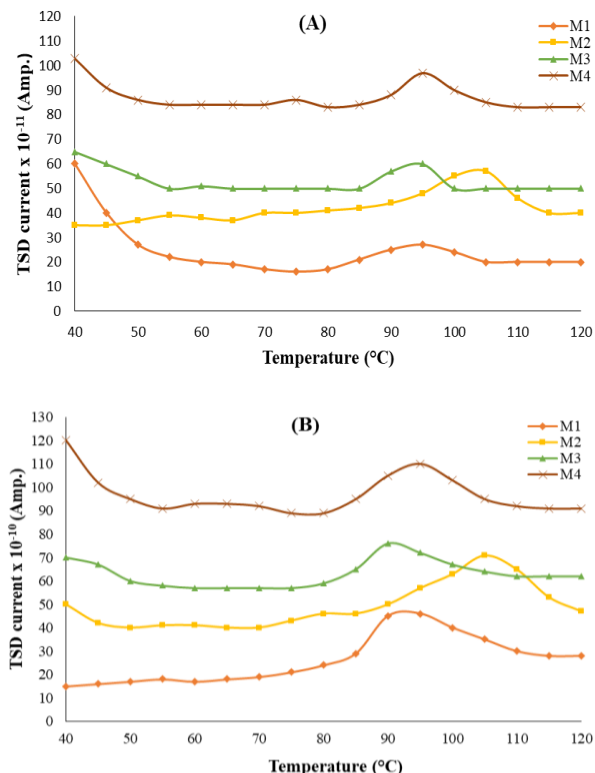 (A)
120
110
100
90
80
70
60
50
40
30
20
10
0
TSD current x 10⁻¹¹ (Amp.)
M1
M2
M3
M4
40 50 60 70 80 90 100 110 120
Temperature (°C)
(B)
130
120
110
100
90
80
70
60
50
40
30
20
10
0
TSD current x 10⁻¹⁰ (Amp.)
M1
M2
M3
M4
40 50 60 70 80 90 100 110 120
Temperature (°C)